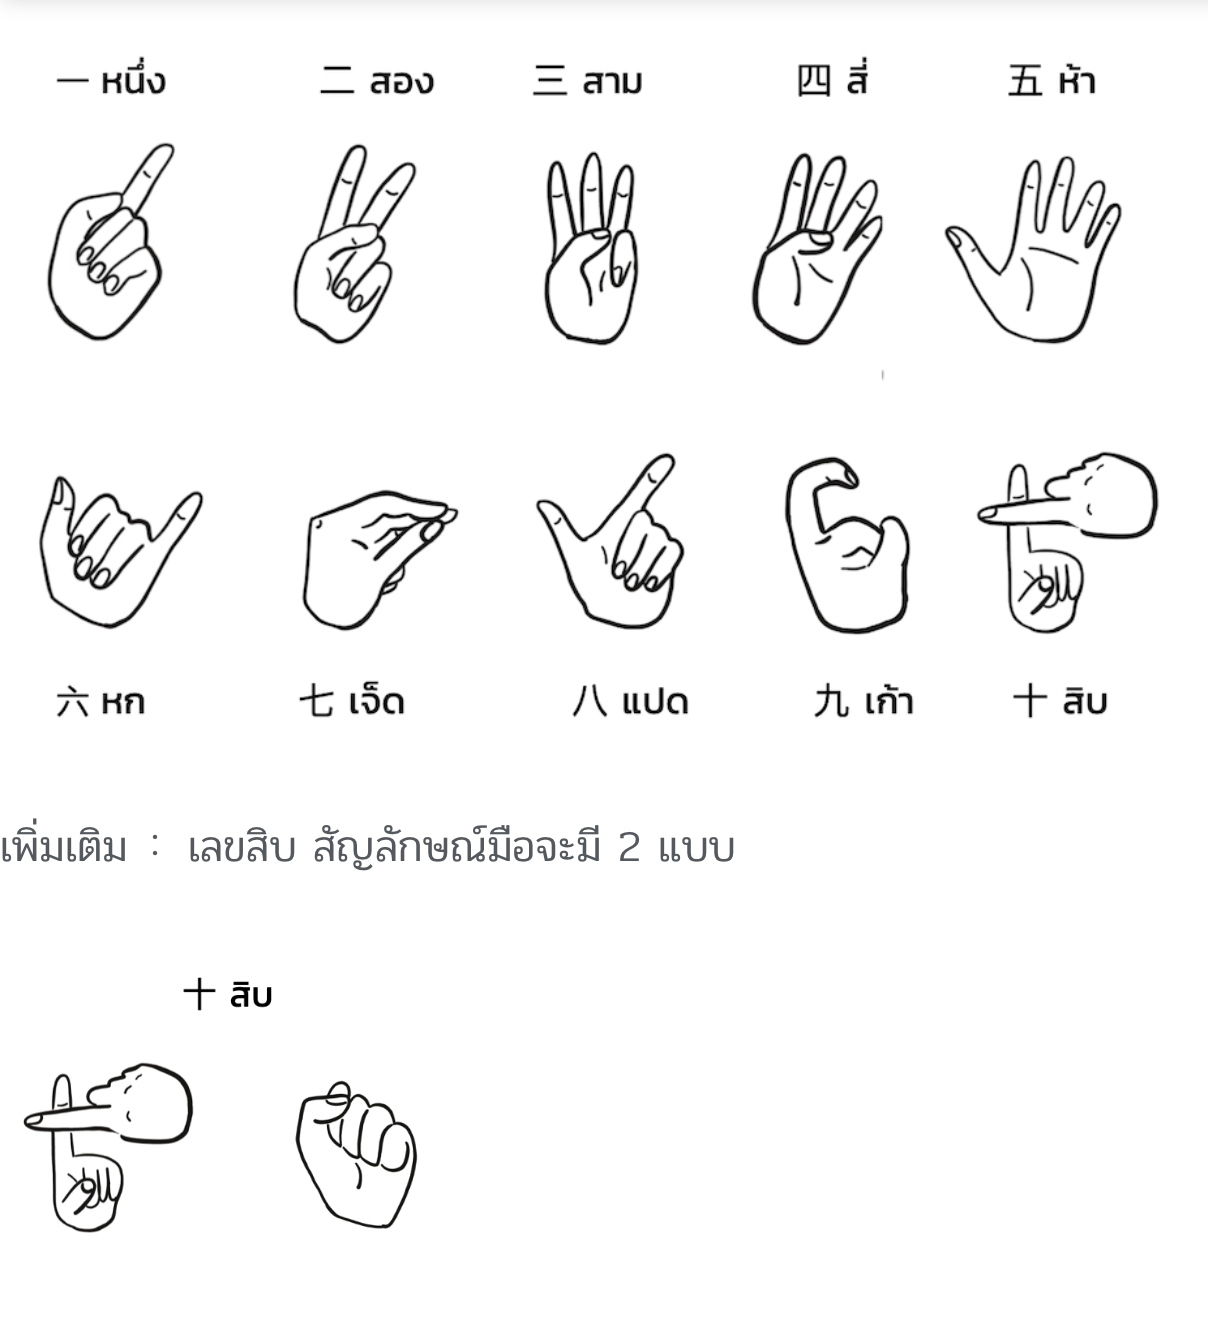 一 หนึ่ง 二 สอง 三 สาม 四 สี่ 五 ห้า
六 หก 七 เจ็ด 八 แปด 九 เก้า 十 สิบ
เพิ่มเติม : เลขสิบ สัญลักษณ์มือจะมี 2 แบบ
十 สิบ